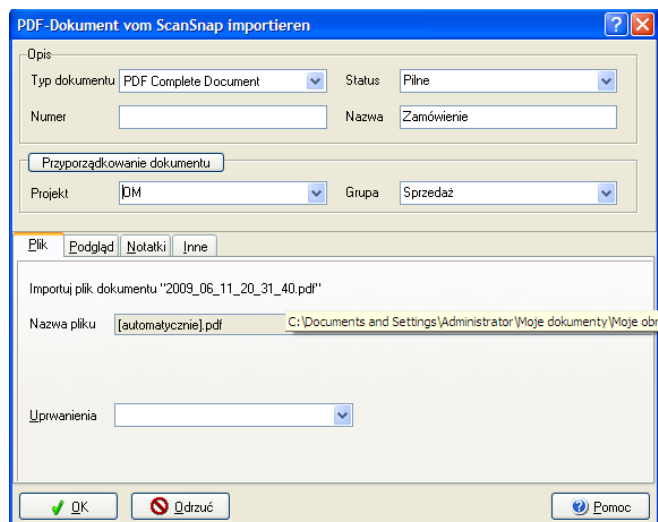 PDF-Dokument vom ScanSnap importieren
Opis
Typ dokumentu PDF Complete Document Status Pilne
Numer Nazwa Zamówienie
Przyporządkowanie dokumentu
Projekt DM Grupa Sprzedaż
Plik Podgląd Notatki Inne
Importuj plik dokumentu "2009_06_11_20_31_40.pdf"
Nazwa pliku [automatycznie].pdf C:\Documents and Settings\Administrator\Moje dokumenty\Moje obr
Uprwanienia
OK Odrzuć Pomoc